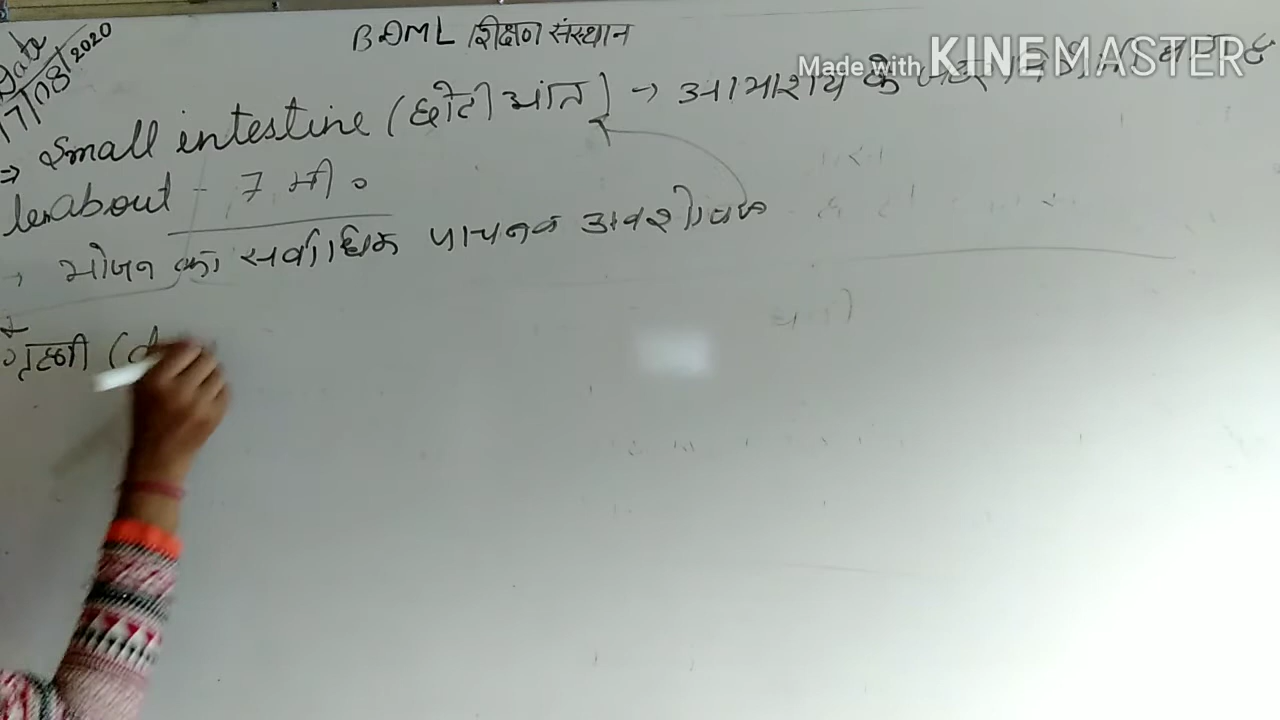 BDML शिक्षण संस्थान
Made with KINEMASTER
Date
17/08/2020
⇒ Small intestine (छोटी आंत) → आमाशय के
about - 7 मी०
→ भोजन का सर्वाधिक पाचन व अवशोषण
ग्रहणी (d